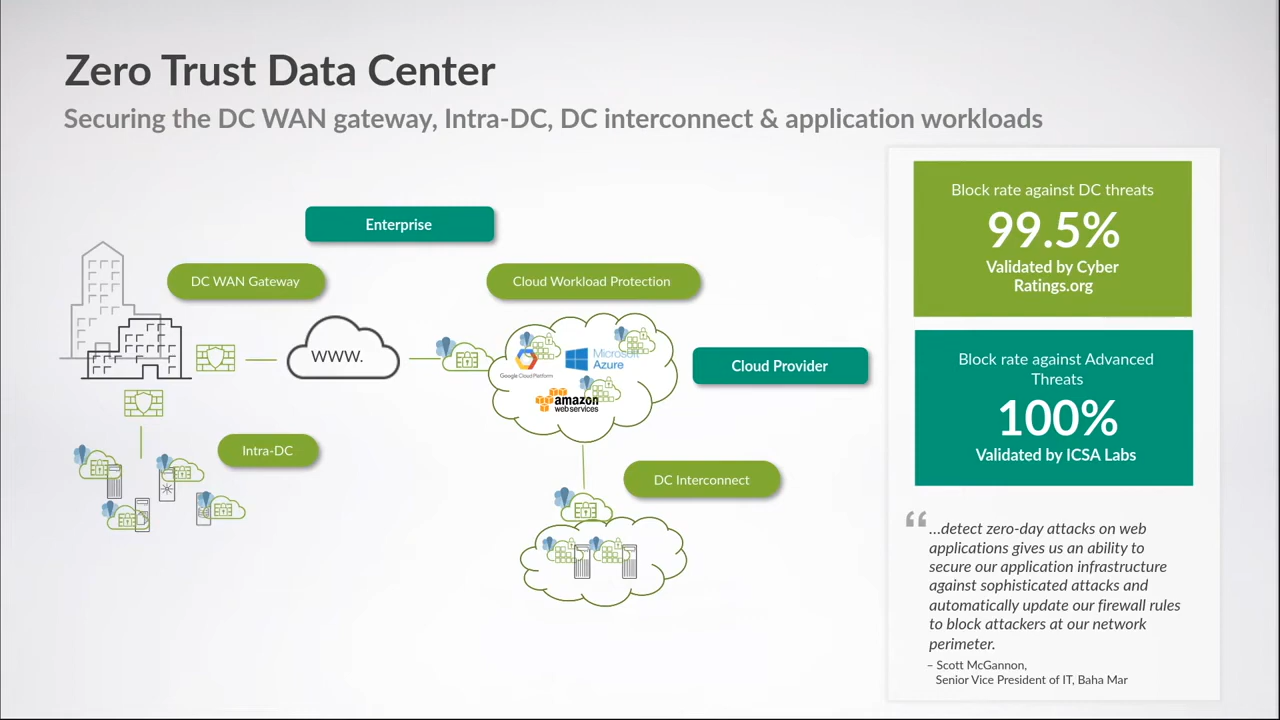 Zero Trust Data Center
Securing the DC WAN gateway, Intra-DC, DC interconnect & application workloads
Enterprise
DC WAN Gateway
Cloud Workload Protection
www.
Google Cloud Platform
Microsoft
Azure
amazon
web services
Cloud Provider
Intra-DC
DC Interconnect
Block rate against DC threats
99.5%
Validated by Cyber
Ratings.org
Block rate against Advanced
Threats
100%
Validated by ICSA Labs
“
…detect zero-day attacks on web
applications gives us an ability to
secure our application infrastructure
against sophisticated attacks and
automatically update our firewall rules
to block attackers at our network
perimeter.
– Scott McGannon,
Senior Vice President of IT, Baha Mar